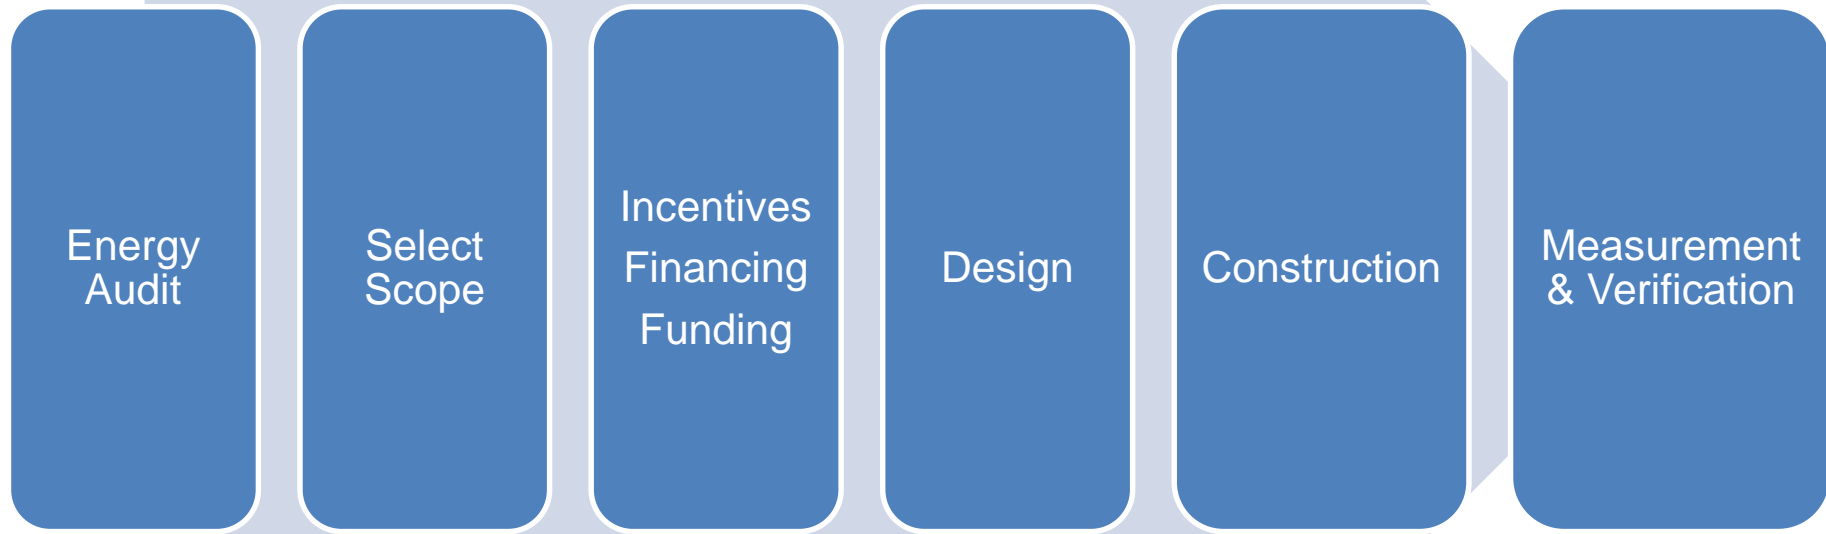 Energy
Audit
Select
Scope
Incentives
Financing
Funding
Design
Construction
Measurement
& Verification